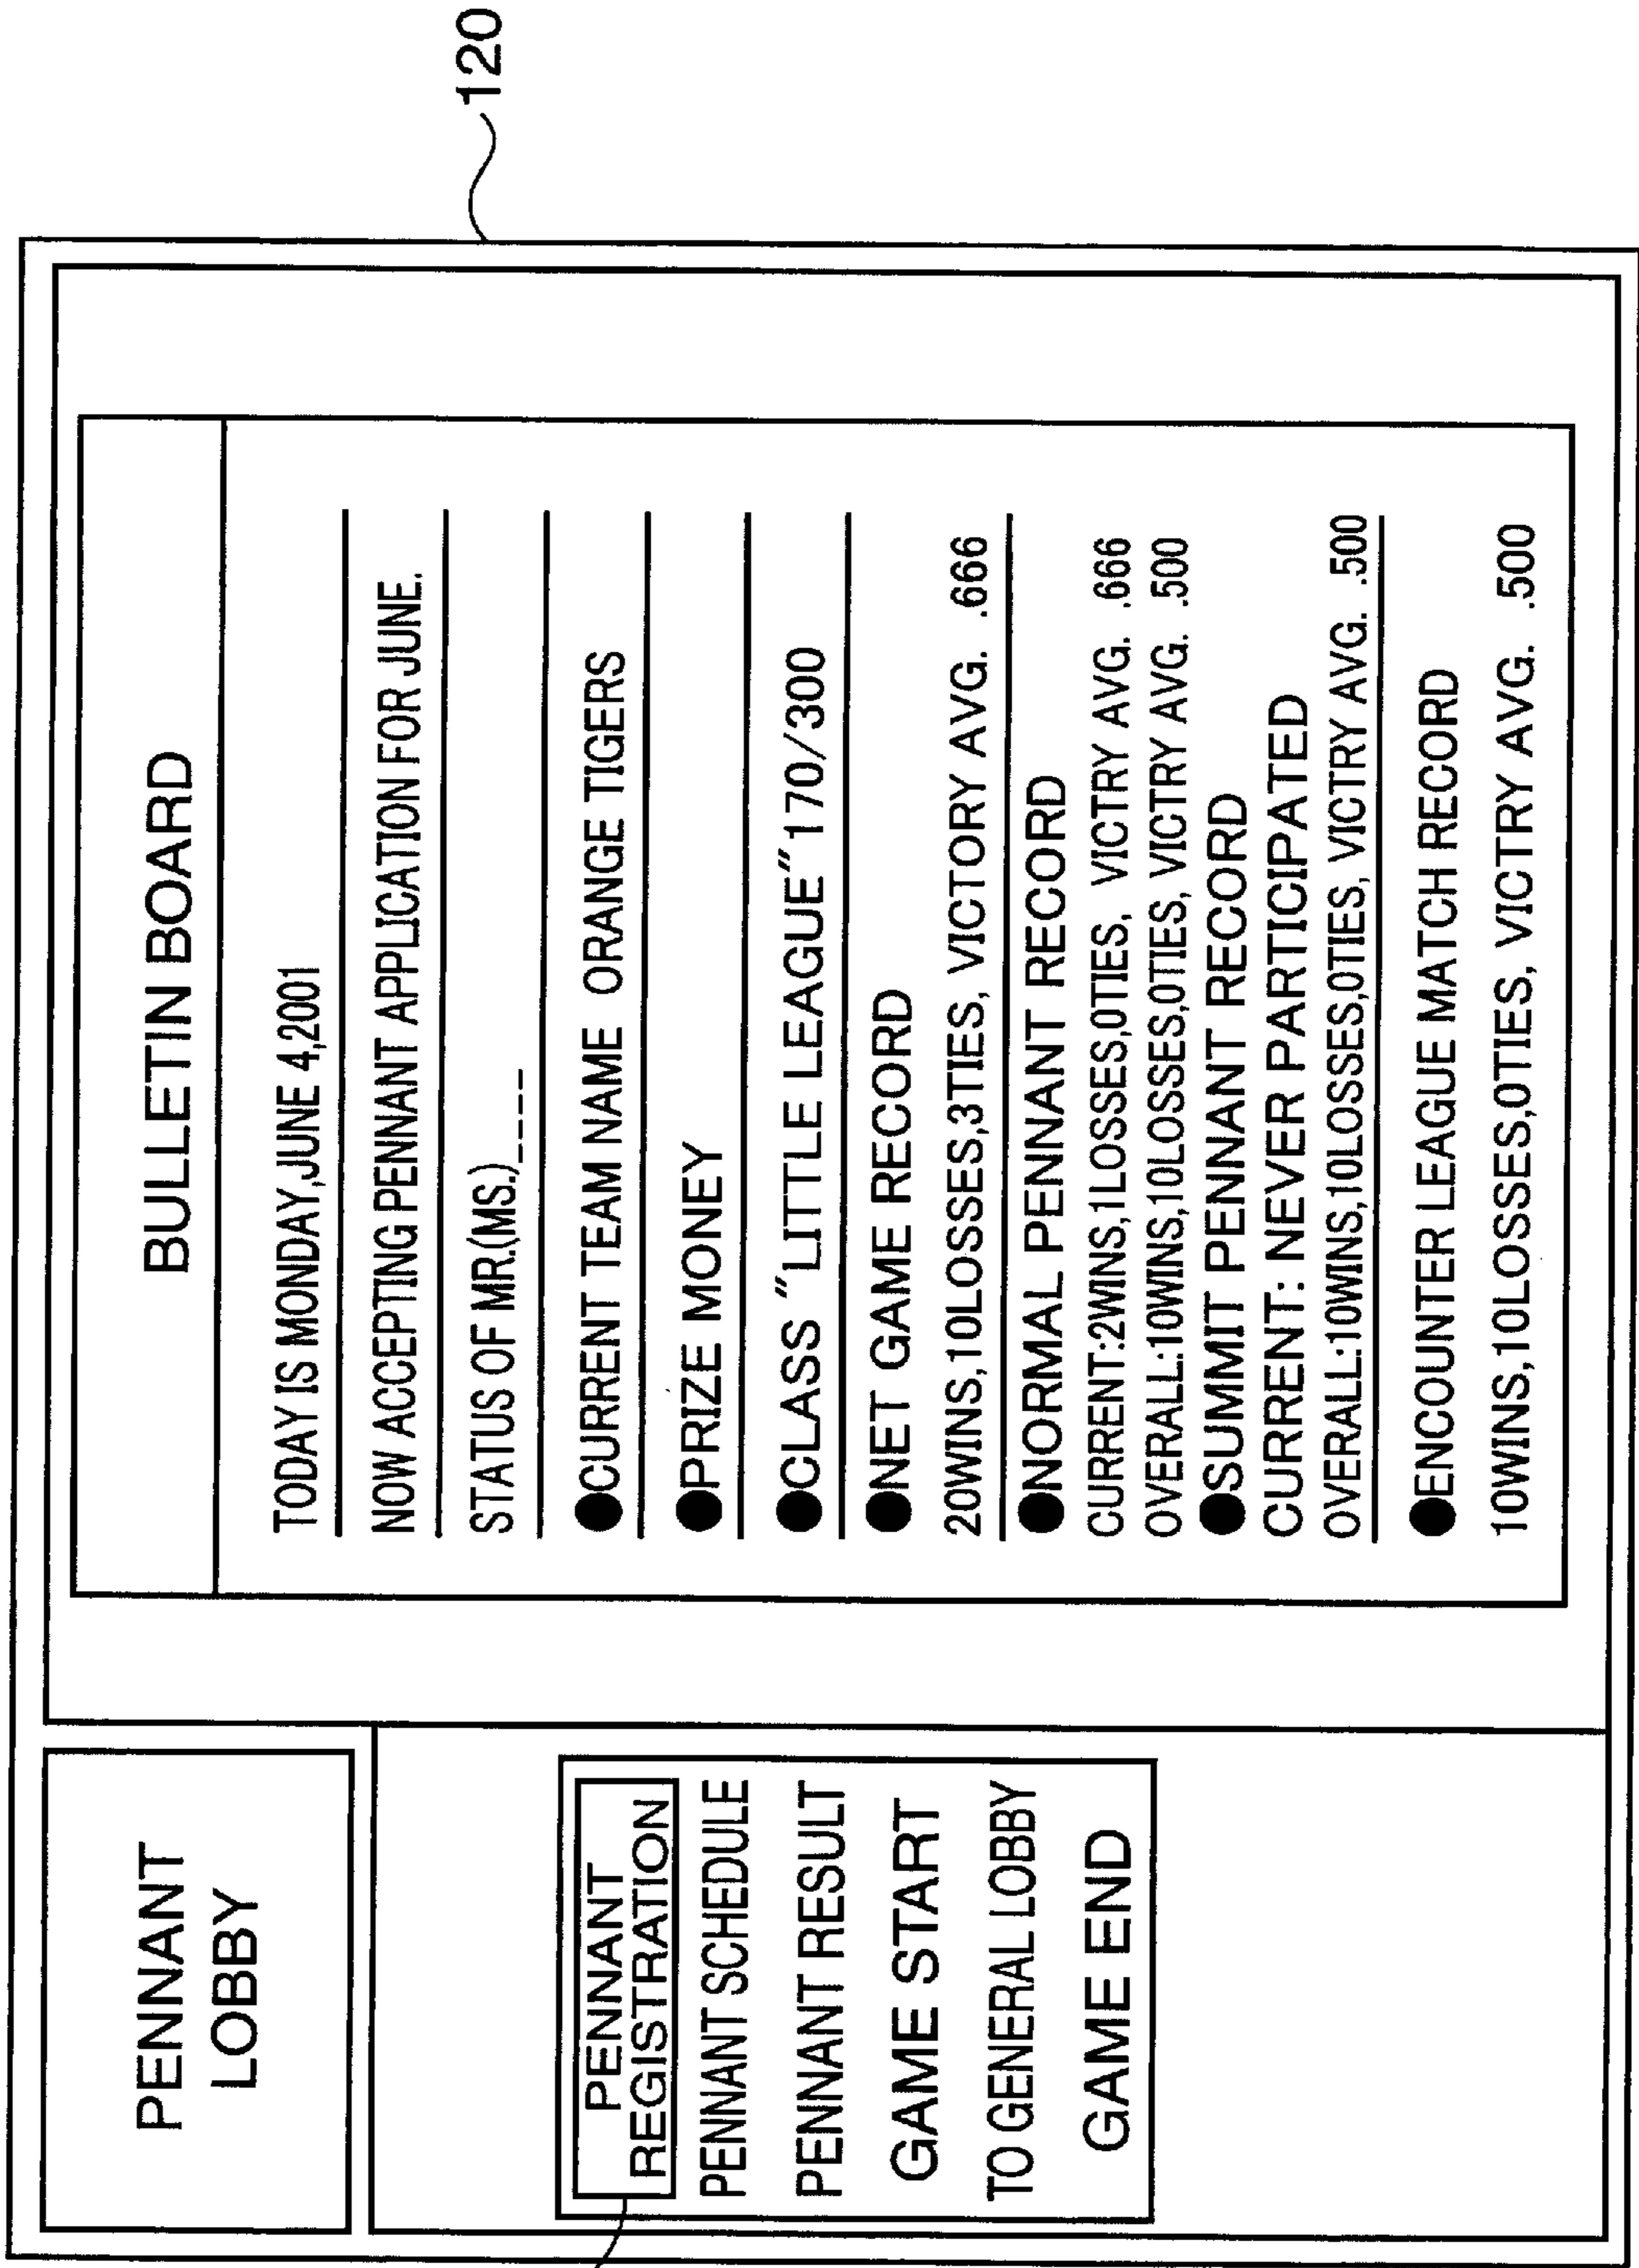 PENNANT
LOBBY
PENNANT
REGISTRATION
PENNANT SCHEDULE
PENNANT RESULT
GAME START
TO GENERAL LOBBY
GAME END
BULLETIN BOARD
TODAY IS MONDAY,JUNE 4,2001
NOW ACCEPTING PENNANT APPLICATION FOR JUNE.
STATUS OF MR.(MS.)____
●CURRENT TEAM NAME ORANGE TIGERS
●PRIZE MONEY
●CLASS "LITTLE LEAGUE"170/300
●NET GAME RECORD
20WINS,10LOSSES,3TIES, VICTORY AVG. .666
●NORMAL PENNANT RECORD
CURRENT:2WINS,1LOSSES,0TIES, VICTRY AVG. .666
OVERALL:10WINS,10LOSSES,0TIES, VICTRY AVG. .500
●SUMMIT PENNANT RECORD
CURRENT: NEVER PARTICIPATED
OVERALL:10WINS,10LOSSES,0TIES, VICTRY AVG. .500
●ENCOUNTER LEAGUE MATCH RECORD
10WINS,10LOSSES,0TIES, VICTRY AVG. .500
120